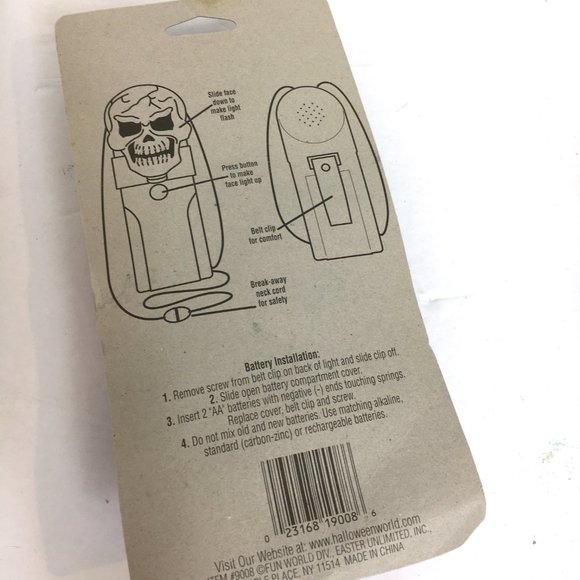 Slide face
down to
make light
flash
Press button
to make
face light up
Belt clip
for comfort
Break-away
neck cord
for safety
Battery Installation:
1. Remove screw from belt clip on back of light and slide clip off.
2. Slide open battery compartment cover.
3. Insert 2 "AA" batteries with negative (-) ends touching springs.
Replace cover, belt clip and screw.
4. Do not mix old and new batteries. Use matching alkaline,
standard (carbon-zinc) or rechargeable batteries.
0 23168 19008 6
Visit Our Website at: www.halloweenworld.com
ITEM #9008 ©FUN WORLD DIV., EASTER UNLIMITED, INC.,
PLACE, NY 11514 MADE IN CHINA